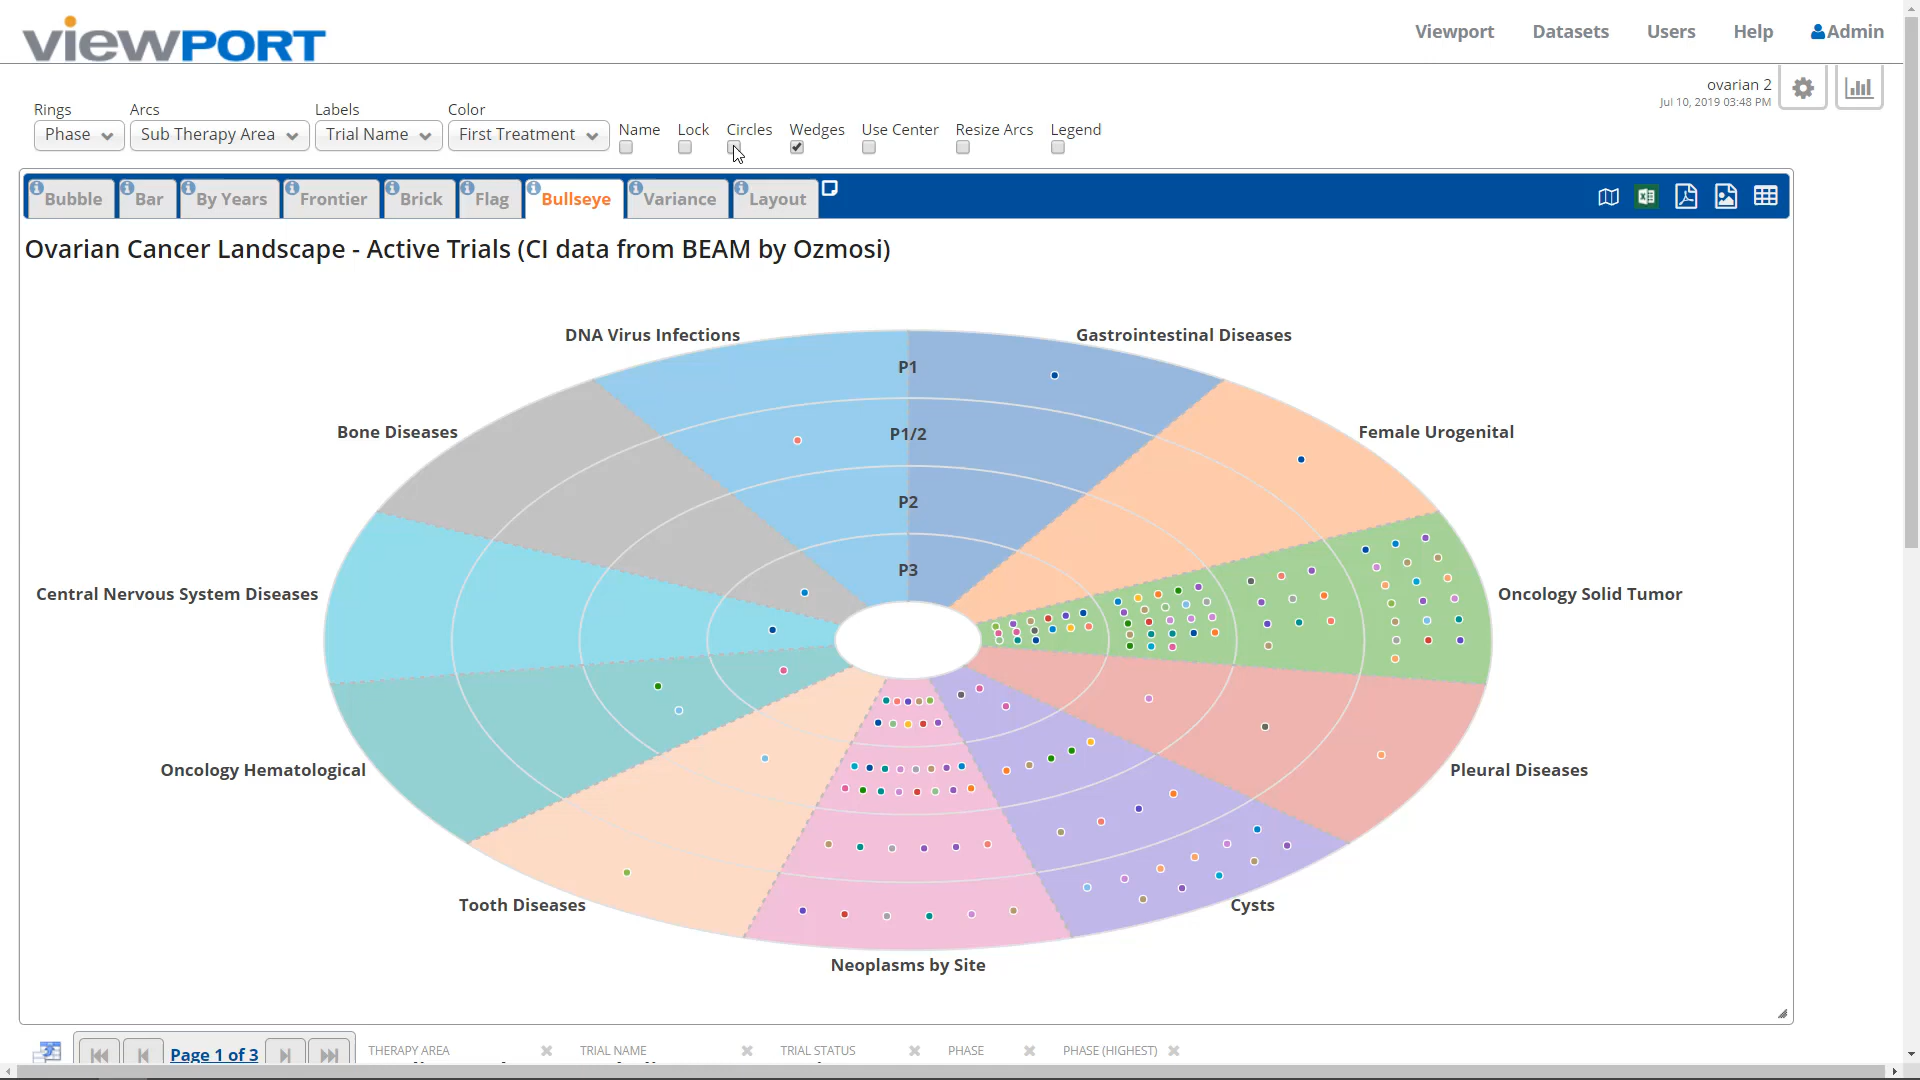 viewPORT
Viewport Datasets Users Help Admin
ovarian 2
Jul 10, 2019 03:48 PM
Rings Arcs Labels Color
Phase Sub Therapy Area Trial Name First Treatment
Name Lock Circles Wedges Use Center Resize Arcs Legend
Bubble Bar By Years Frontier Brick Flag Bullseye Variance Layout
Ovarian Cancer Landscape - Active Trials (CI data from BEAM by Ozmosi)
DNA Virus Infections
Gastrointestinal Diseases
P1
Bone Diseases
P1/2
Female Urogenital
P2
P3
Central Nervous System Diseases
Oncology Solid Tumor
Oncology Hematological
Pleural Diseases
Tooth Diseases
Cysts
Neoplasms by Site
Page 1 of 3
THERAPY AREA TRIAL NAME TRIAL STATUS PHASE PHASE (HIGHEST)